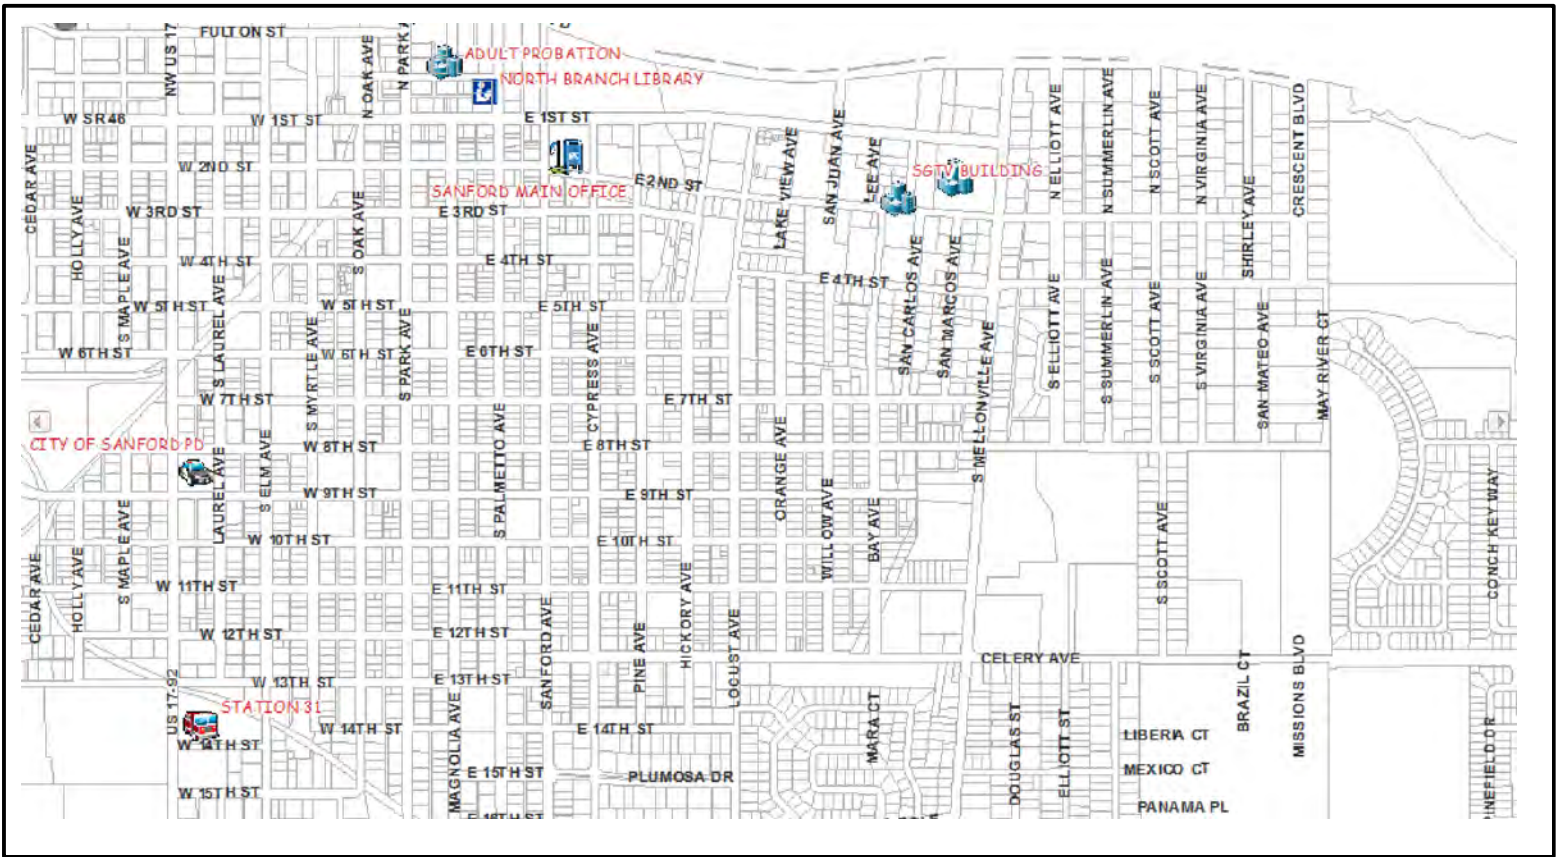 FULTON ST
NW US 17
N OAK AVE
N PARK A
ADULT PROBATION
NORTH BRANCH LIBRARY
W SR46
W 1ST ST
E 1ST ST
N ELLIOTT AVE
N SUMMERLIN AVE
N SCOTT AVE
N VIRGINIA AVE
CRESCENT BLVD
CEDAR AVE
W 2ND ST
E 2ND ST
SANFORD MAIN OFFICE
LAKE VIEW AVE
SAN JUAN AVE
LEE AVE
SGTV BUILDING
HOLLY AVE
W 3RD ST
E 3RD ST
S OAK AVE
SHIRLEY AVE
S MAPLE AVE
W 4TH ST
E 4TH ST
E 4TH ST
SAN CARLOS AVE
SAN MARCOS AVE
S LAUREL AVE
W 5TH ST
W 5TH ST
E 5TH ST
S ELLIOTT AVE
S SUMMERLIN AVE
S SCOTT AVE
S VIRGINIA AVE
SAN MATEO AVE
MAY RIVER CT
W 6TH ST
S MYRTLE AVE
W 6TH ST
S PARK AVE
E 6TH ST
CYPRESS AVE
S MELLONVILLE AVE
W 7TH ST
E 7TH ST
CITY OF SANFORD PD
LAUREL AVE
S ELM AVE
W 8TH ST
S PALMETTO AVE
E 8TH ST
ORANGE AVE
W 9TH ST
E 9TH ST
WILLOW AVE
BAY AVE
S SCOTT AVE
CONCH KEY WAY
S MAPLE AVE
W 10TH ST
E 10TH ST
CEDAR AVE
HOLLY AVE
W 11TH ST
E 11TH ST
HICKORY AVE
W 12TH ST
E 12TH ST
SANFORD AVE
PINE AVE
LOCUST AVE
CELERY AVE
BRAZIL CT
MISSIONS BLVD
US 17-92
W 13TH ST
E 13TH ST
STATION 31
MAGNOLIA AVE
W 14TH ST
W 14TH ST
E 14TH ST
MARA CT
DOUGLAS ST
ELLIOTT ST
LIBERIA CT
MEXICO CT
PANAMA PL
E 15TH ST
PLUMOSA DR
W 15TH ST
E 16TH ST
NEFIELD DR